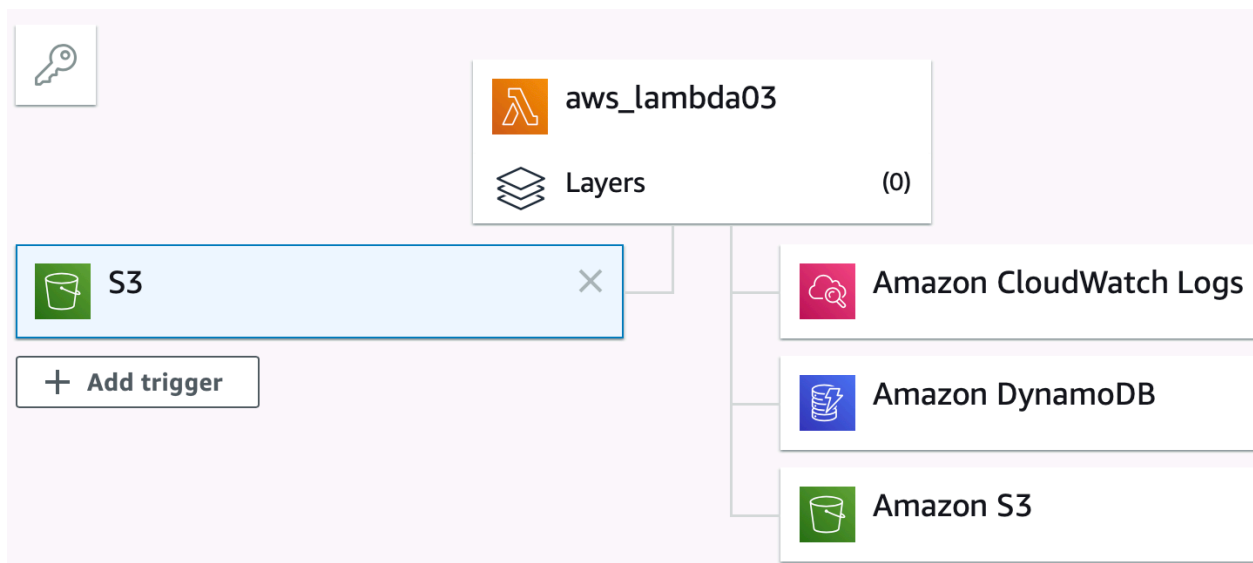 aws_lambda03
Layers (0)
S3
Add trigger
Amazon CloudWatch Logs
Amazon DynamoDB
Amazon S3